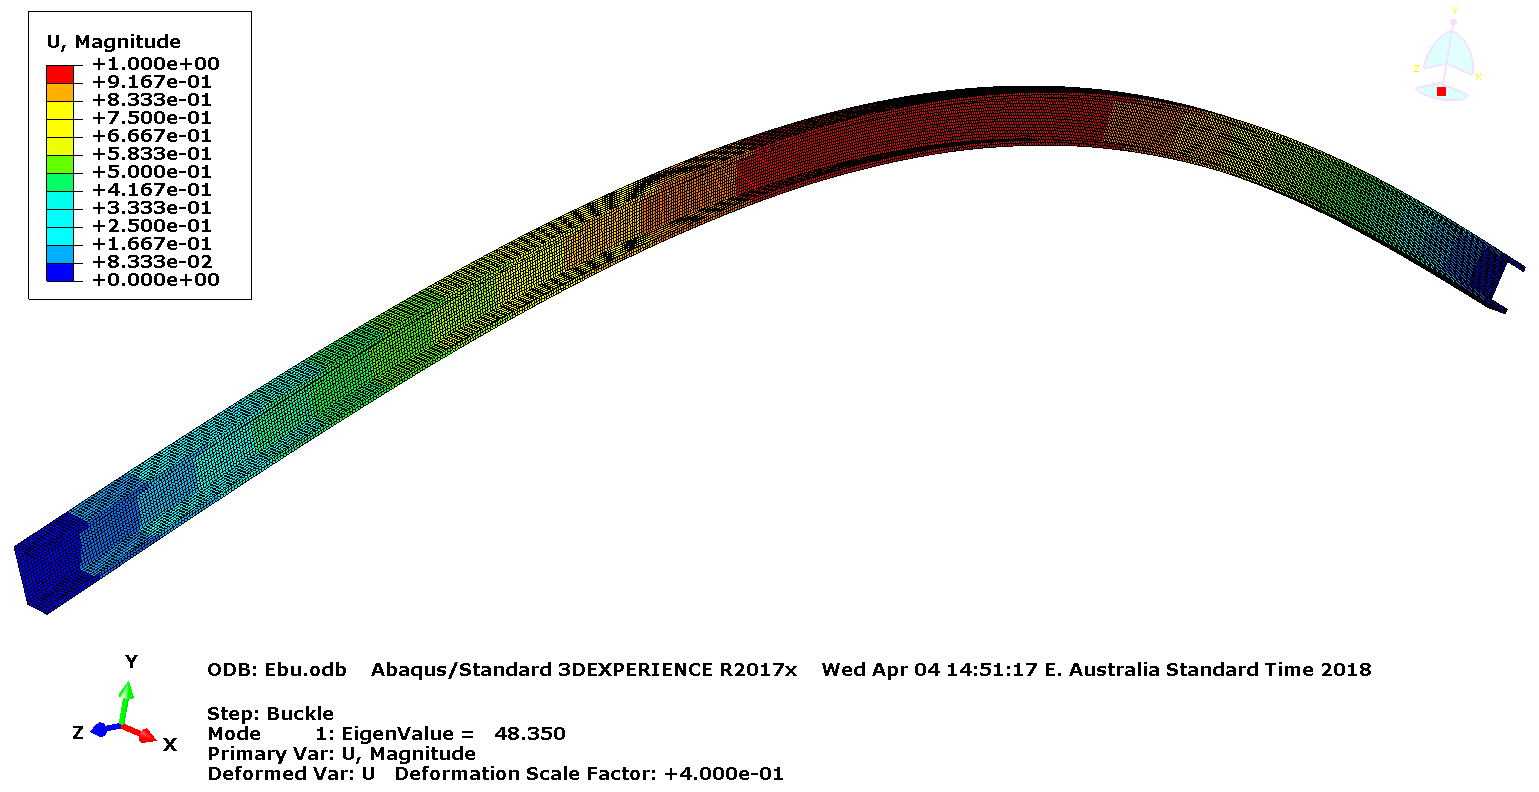 U, Magnitude
+1.000e+00
+9.167e-01
+8.333e-01
+7.500e-01
+6.667e-01
+5.833e-01
+5.000e-01
+4.167e-01
+3.333e-01
+2.500e-01
+1.667e-01
+8.333e-02
+0.000e+00
Y
Z
X
Y
Z
X
ODB: Ebu.odb Abaqus/Standard 3DEXPERIENCE R2017x Wed Apr 04 14:51:17 E. Australia Standard Time 2018
Step: Buckle
Mode 1: EigenValue = 48.350
Primary Var: U, Magnitude
Deformed Var: U Deformation Scale Factor: +4.000e-01